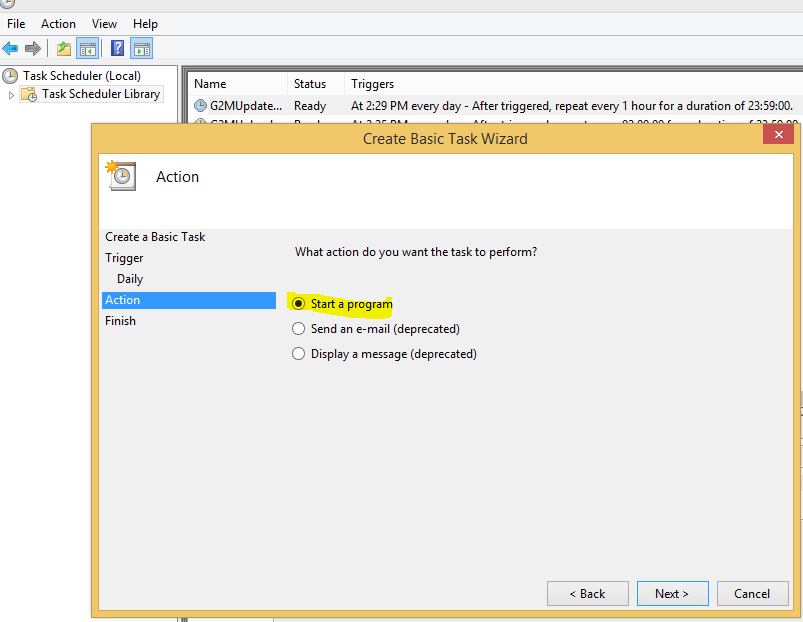 File Action View Help
Task Scheduler (Local)
Task Scheduler Library
Name Status Triggers
G2MUpdate... Ready At 2:29 PM every day - After triggered, repeat every 1 hour for a duration of 23:59:00.
Create Basic Task Wizard
Action
Create a Basic Task
Trigger
Daily
Action
Finish
What action do you want the task to perform?
Start a program
Send an e-mail (deprecated)
Display a message (deprecated)
< Back Next > Cancel